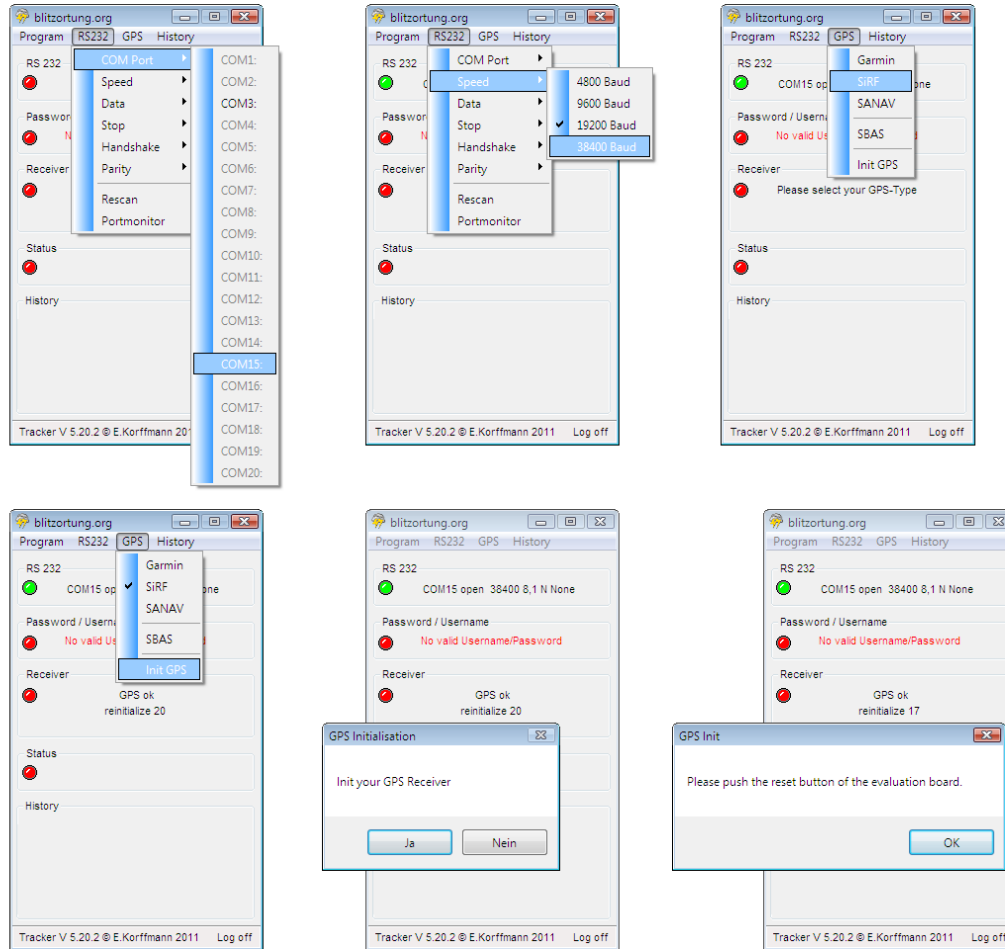 blitzortung.org
Program RS232 GPS History
RS 232
COM Port
Speed
Data
Stop
Handshake
Parity
Rescan
Portmonitor
COM1:
COM2:
COM3:
COM4:
COM5:
COM6:
COM7:
COM8:
COM9:
COM10:
COM11:
COM12:
COM13:
COM14:
COM15:
COM16:
COM17:
COM18:
COM19:
COM20:
Receiver
Status
History
Tracker V 5.20.2 © E.Korffmann
blitzortung.org
Program RS232 GPS History
RS 232
COM Port
Speed
Data
Stop
Handshake
Parity
Rescan
Portmonitor
4800 Baud
9600 Baud
19200 Baud
38400 Baud
Receiver
Status
History
Tracker V 5.20.2 © E.Korffmann 2011 Log off
blitzortung.org
Program RS232 GPS History
RS 232
COM15
Garmin
SiRF
SANAV
SBAS
Init GPS
Password /
No valid
Receiver
Please select your GPS-Type
Status
History
Tracker V 5.20.2 © E.Korffmann 2011 Log off
blitzortung.org
Program RS232 GPS History
RS 232
COM15
Garmin
SiRF
SANAV
SBAS
Init GPS
No valid
Receiver
GPS ok
reinitialize 20
Status
History
Tracker V 5.20.2 © E.Korffmann 2011 Log off
blitzortung.org
Program RS232 GPS History
RS 232
COM15 open 38400 8,1 N None
Password / Username
No valid Username/Password
Receiver
GPS ok
reinitialize 20
GPS Initialisation
Init your GPS Receiver
Ja Nein
Tracker V 5.20.2 © E.Korffmann 2011 Log off
blitzortung.org
Program RS232 GPS History
RS 232
COM15 open 38400 8,1 N None
Password / Username
No valid Username/Password
Receiver
GPS ok
reinitialize 17
GPS Init
Please push the reset button of the evaluation board.
OK
Tracker V 5.20.2 © E.Korffmann 2011 Log off